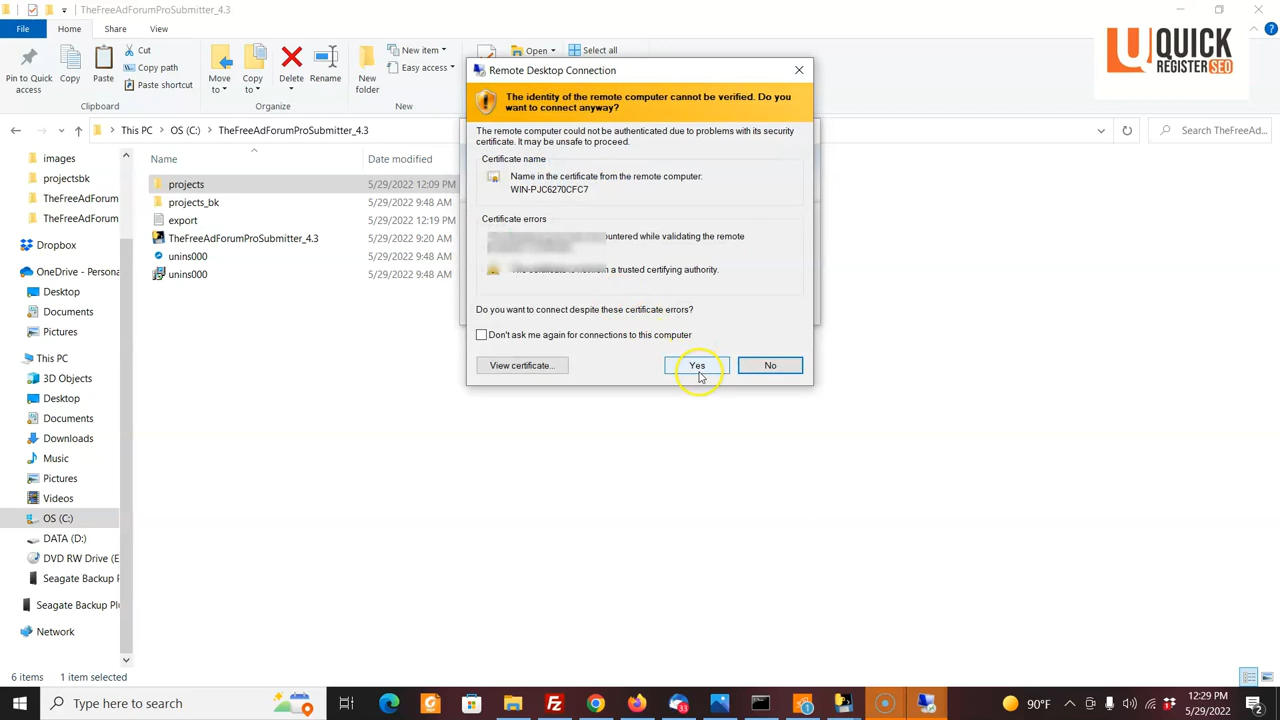 TheFreeAdForumProSubmitter_4.3
File
Home
Share
View
Pin to Quick access
Copy
Paste
Cut
Copy path
Paste shortcut
Clipboard
Move to
Copy to
Delete
Rename
Organize
New folder
New item
Easy access
New
Open
Select all
U QUICK
REGISTERSEO
This PC
OS (C:)
TheFreeAdForumProSubmitter_4.3
Search TheFreeAd...
Name
Date modified
images
projectsbk
TheFreeAdForum
TheFreeAdForum
Dropbox
OneDrive - Persona
Desktop
Documents
Pictures
This PC
3D Objects
Desktop
Documents
Downloads
Music
Pictures
Videos
OS (C:)
DATA (D:)
DVD RW Drive (E
Seagate Backup P
Seagate Backup Plu
Network
projects 5/29/2022 12:09 PM
projects_bk 5/29/2022 9:48 AM
export 5/29/2022 12:19 PM
TheFreeAdForumProSubmitter_4.3 5/29/2022 9:20 AM
unins000 5/29/2022 9:48 AM
unins000 5/29/2022 9:48 AM
Remote Desktop Connection
The identity of the remote computer cannot be verified. Do you
want to connect anyway?
The remote computer could not be authenticated due to problems with its security
certificate. It may be unsafe to proceed.
Certificate name
Name in the certificate from the remote computer:
WIN-PJC6270CFC7
Certificate errors
countered while validating the remote
a trusted certifying authority.
Do you want to connect despite these certificate errors?
Don't ask me again for connections to this computer
View certificate...
Yes
No
6 items
1 item selected
Type here to search
33
1
90°F
12:29 PM
5/29/2022
2